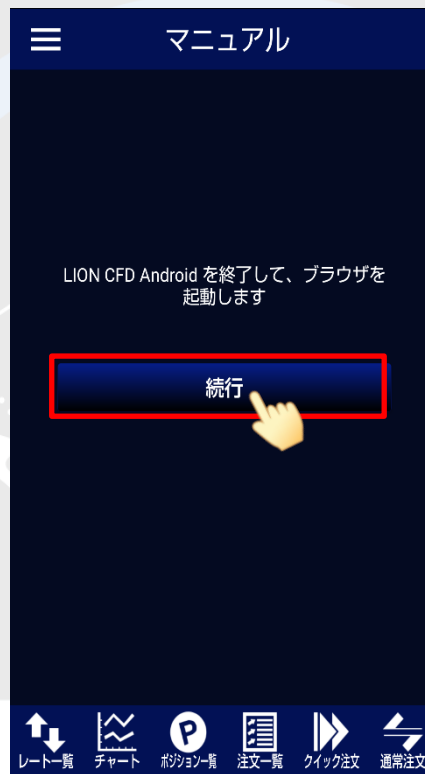 マニュアル
LION CFD Android を終了して、ブラウザを
起動します
続行
レート一覧 チャート ポジション一覧 注文一覧 クイック注文 通常注文